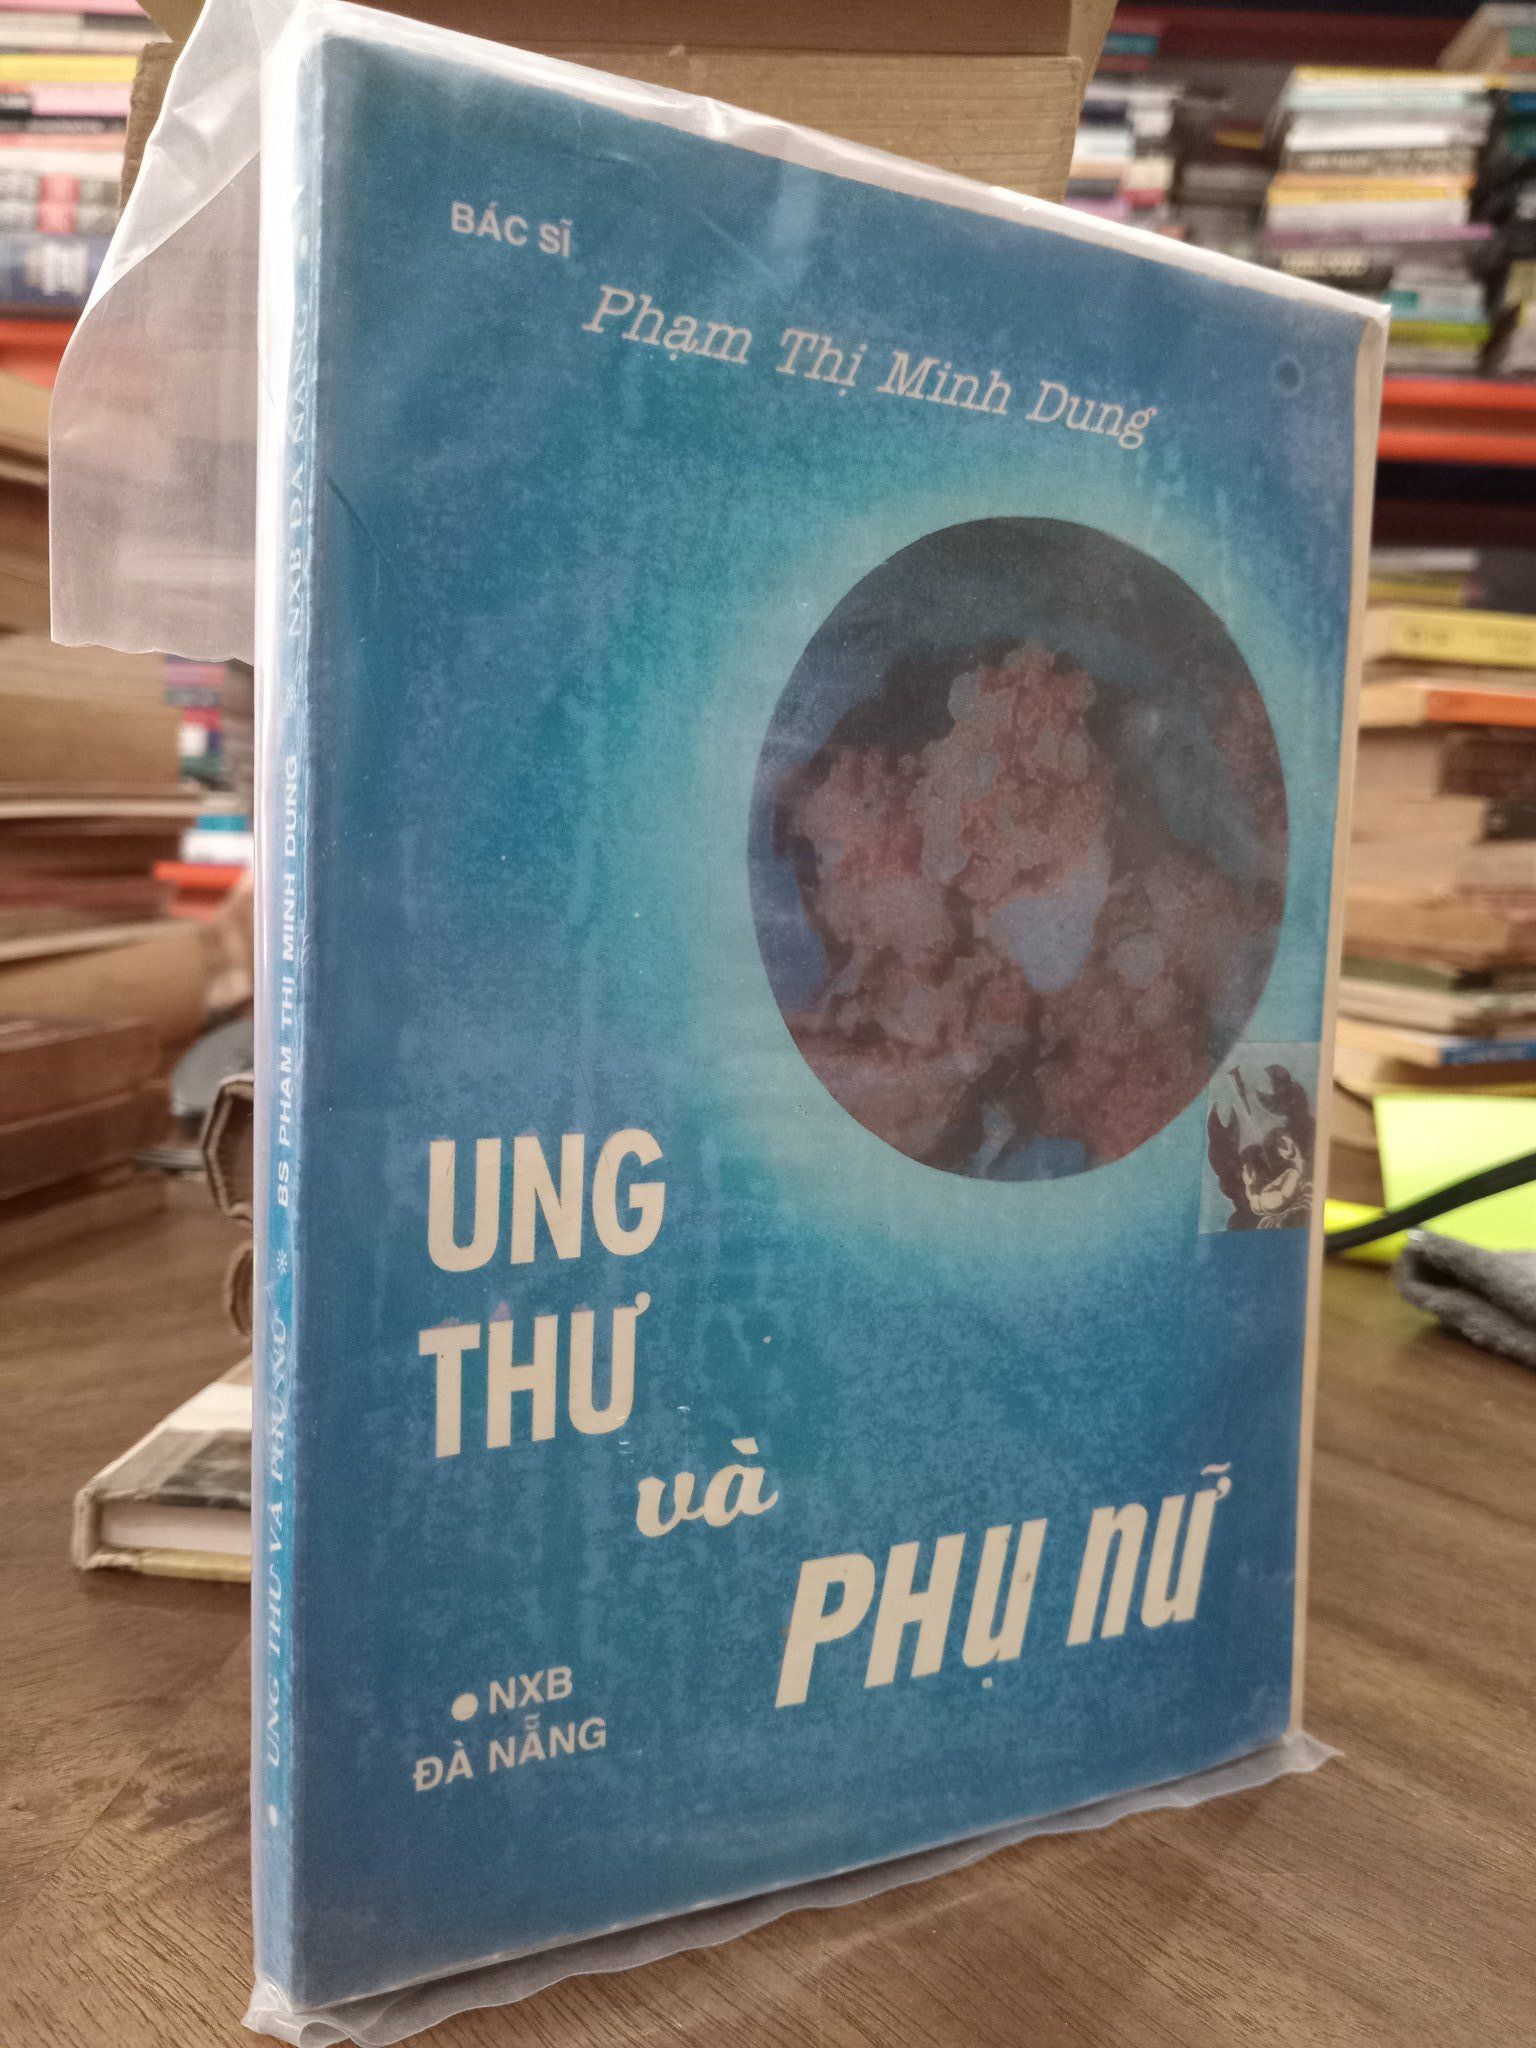 BÁC SĨ
Phạm Thị Minh Dung
UNG
THƯ
và
PHỤ NỮ
• NXB
ĐÀ NẴNG
• UNG THƯ VÀ PHỤ NỮ * BS PHẠM THỊ MINH DUNG * NXB ĐÀ NẴNG •